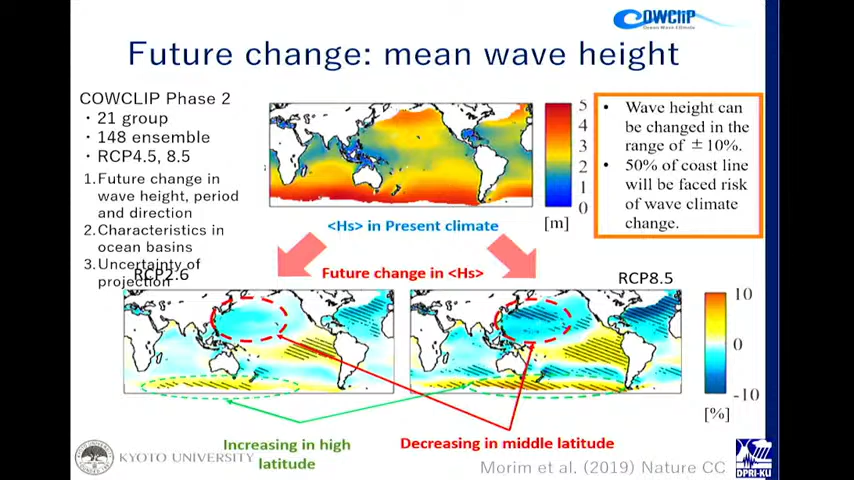 COWCLIP
Future change: mean wave height
COWCLIP Phase 2
・21 group
・148 ensemble
・RCP4.5, 8.5
1.Future change in
wave height, period
and direction
2.Characteristics in
ocean basins
3.Uncertainty of
projection
5
4
3
2
1
0
[m]
• Wave height can
be changed in the
range of ±10%.
• 50% of coast line
will be faced risk
of wave climate
change.
<Hs> in Present climate
Future change in <Hs>
RCP2.6
RCP8.5
10
0
-10
[%]
Increasing in high
latitude
Decreasing in middle latitude
KYOTO UNIVERSITY
Morim et al. (2019) Nature CC
DPRI-KU